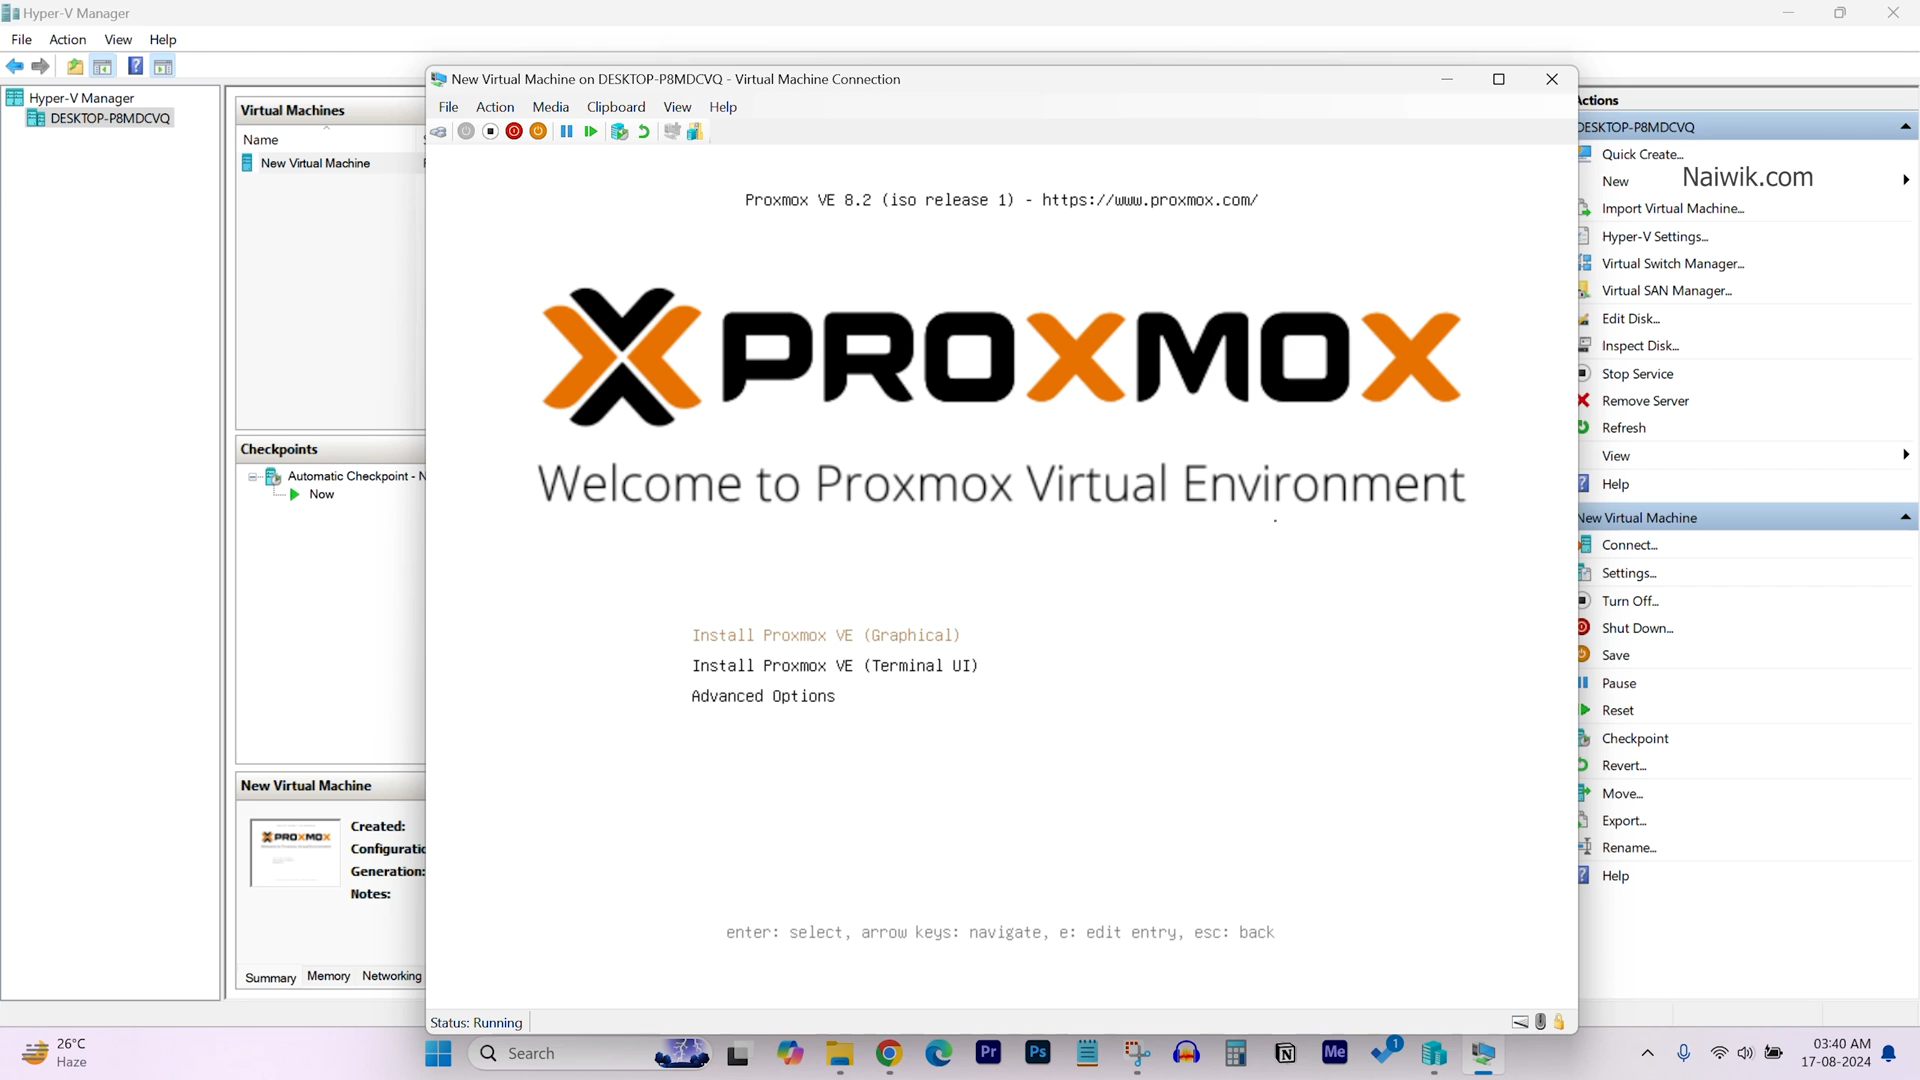 Hyper-V Manager
File Action View Help
Hyper-V Manager
DESKTOP-P8MDCVQ
Virtual Machines
Name
New Virtual Machine
Checkpoints
Automatic Checkpoint - N
Now
New Virtual Machine
PROXMOX
Created:
Configuratio
Generation:
Notes:
Summary Memory Networking
New Virtual Machine on DESKTOP-P8MDCVQ - Virtual Machine Connection
File Action Media Clipboard View Help
Proxmox VE 8.2 (iso release 1) - https://www.proxmox.com/
PROXMOX
Welcome to Proxmox Virtual Environment
Install Proxmox VE (Graphical)
Install Proxmox VE (Terminal UI)
Advanced Options
enter: select, arrow keys: navigate, e: edit entry, esc: back
Status: Running
Actions
DESKTOP-P8MDCVQ
Quick Create...
New
Naiwik.com
Import Virtual Machine...
Hyper-V Settings...
Virtual Switch Manager...
Virtual SAN Manager...
Edit Disk...
Inspect Disk...
Stop Service
Remove Server
Refresh
View
Help
New Virtual Machine
Connect...
Settings...
Turn Off...
Shut Down...
Save
Pause
Reset
Checkpoint
Revert...
Move...
Export...
Rename...
Help
26°C
Haze
Search
Pr
Ps
Me
1
03:40 AM
17-08-2024